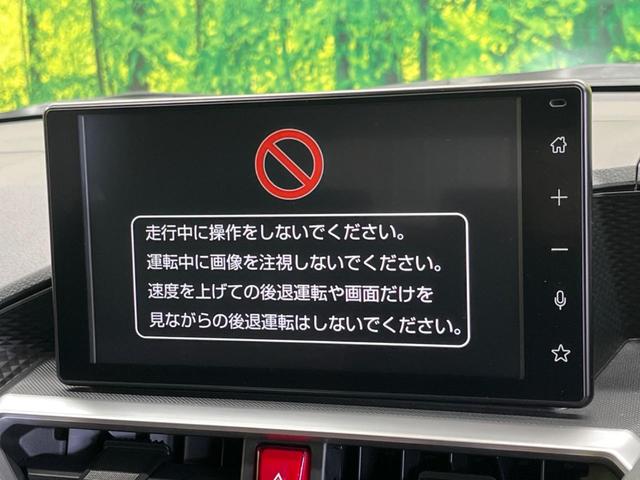 走行中に操作をしないでください。
運転中に画像を注視しないでください。
速度を上げての後退運転や画面だけを
見ながらの後退運転はしないでください。